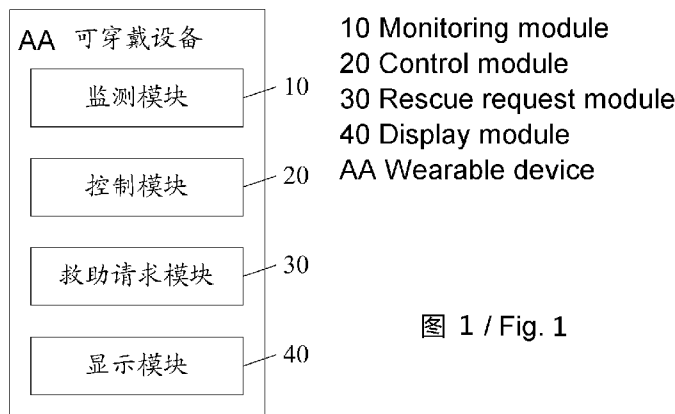 AA 可穿戴设备
监测模块 10
控制模块 20
救助请求模块 30
显示模块 40
10 Monitoring module
20 Control module
30 Rescue request module
40 Display module
AA Wearable device
图 1 / Fig. 1